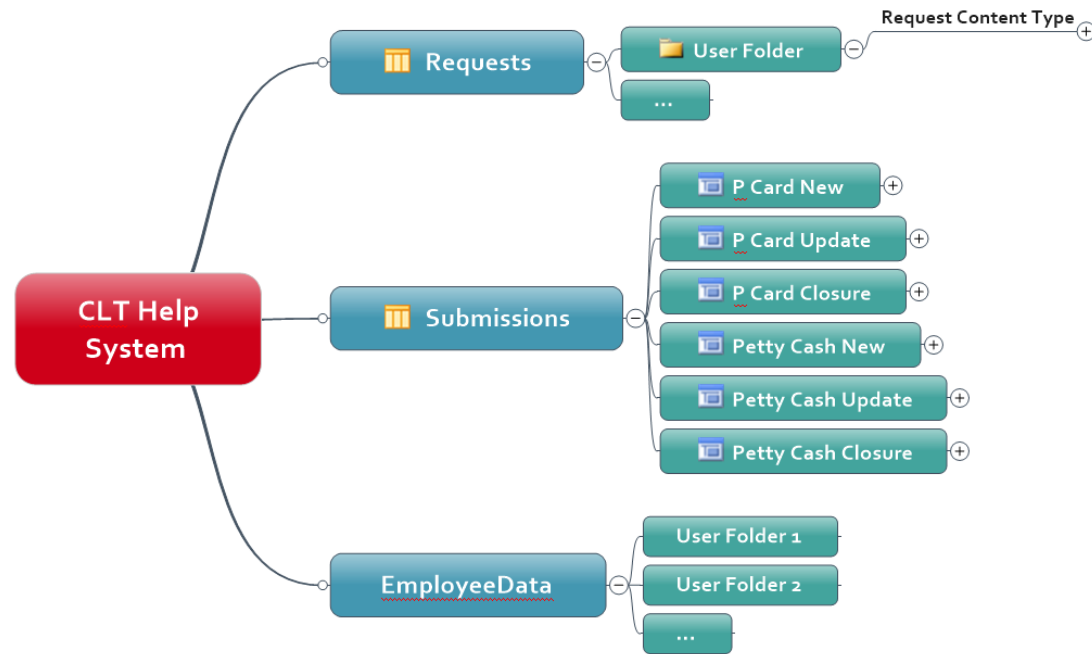 Request Content Type
Requests
User Folder
...
P Card New
P Card Update
CLT Help
System
P Card Closure
Submissions
Petty Cash New
Petty Cash Update
Petty Cash Closure
EmployeeData
User Folder 1
User Folder 2
...